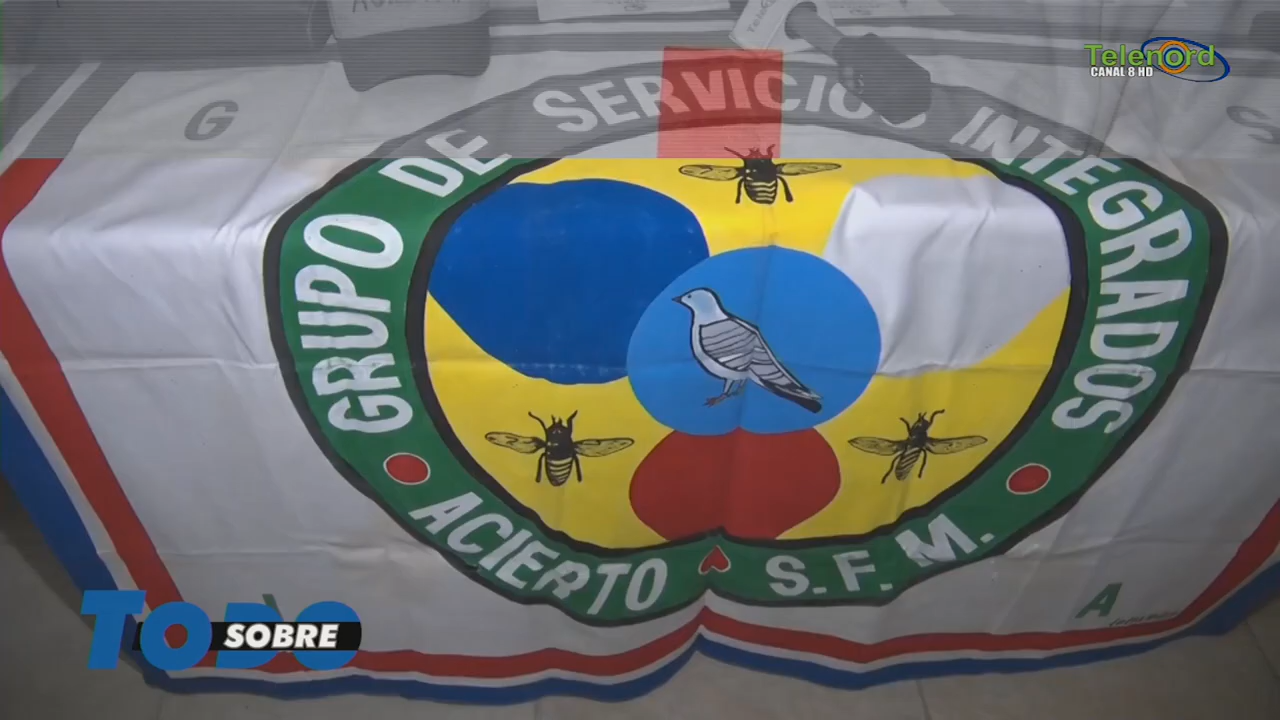 Telenord
CANAL 8 HD
G
GRUPO DE SERVICIOS INTEGRADOS
ACIERTO S.F.M.
A
TODO
SOBRE